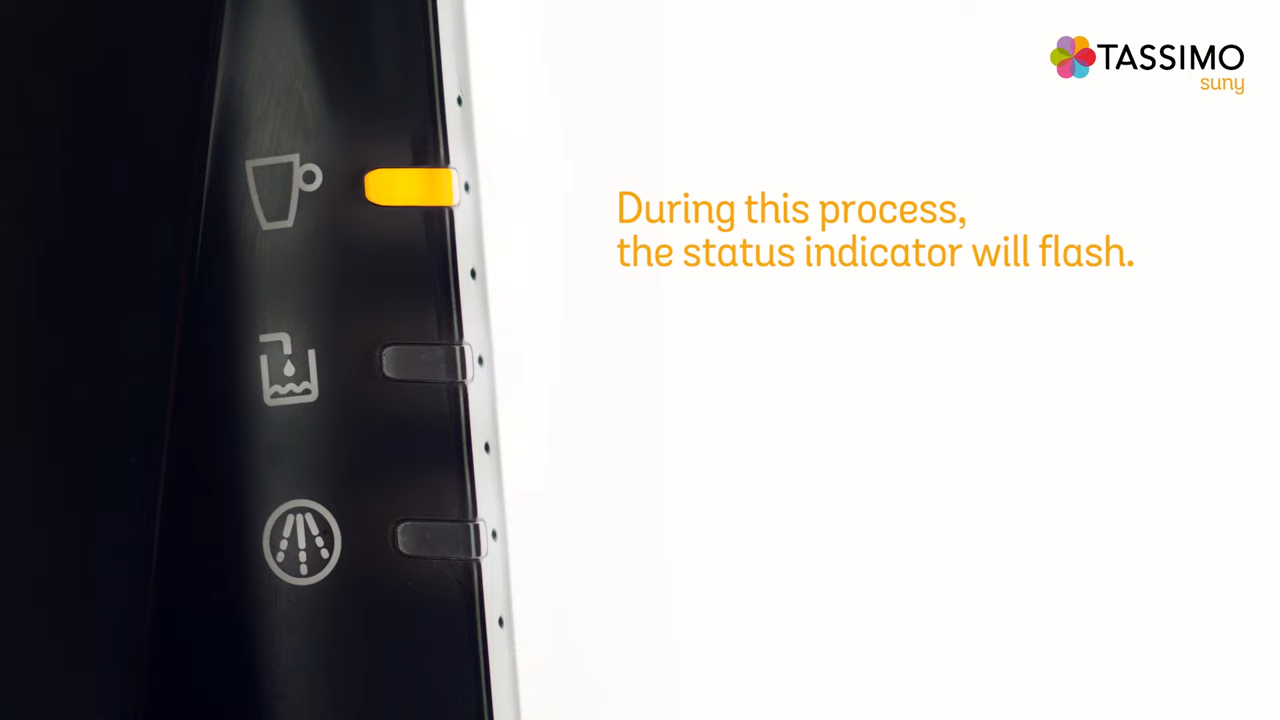 TASSIMO
suny
During this process,
the status indicator will flash.